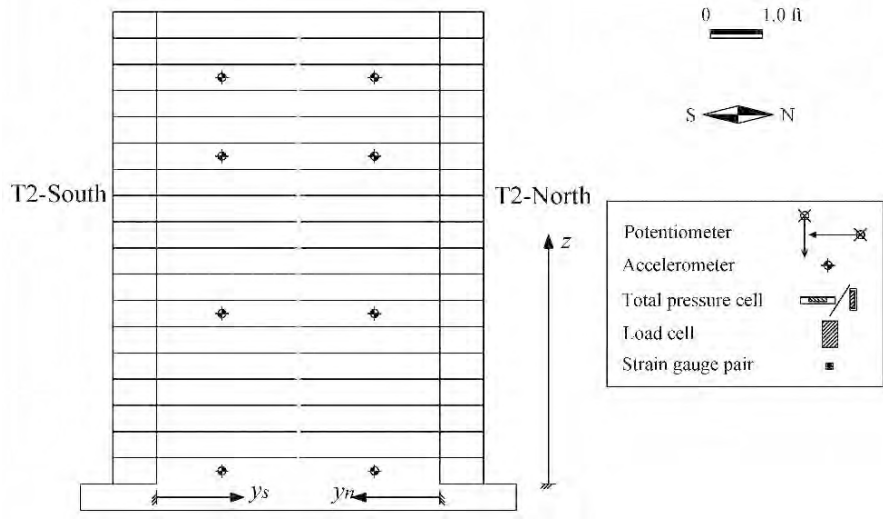 0 1.0 ft
S N
T2-South
T2-North
z
Potentiometer
Accelerometer
Total pressure cell
Load cell
Strain gauge pair
ys yn